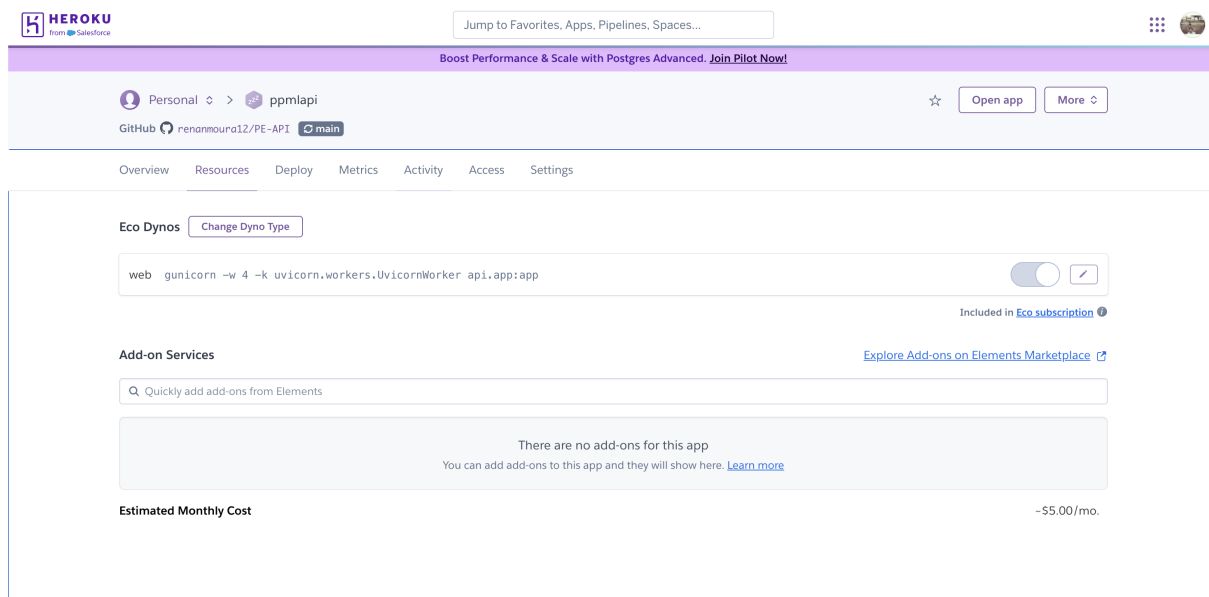 HEROKU
from Salesforce
Jump to Favorites, Apps, Pipelines, Spaces...
Boost Performance & Scale with Postgres Advanced. Join Pilot Now!
Personal > ppmlapi
Open app
More
GitHub renanmoura12/PE-API main
Overview Resources Deploy Metrics Activity Access Settings
Eco Dynos Change Dyno Type
web gunicorn -w 4 -k uvicorn.workers.UvicornWorker api.app:app
Included in Eco subscription
Add-on Services
Explore Add-ons on Elements Marketplace
Quickly add add-ons from Elements
There are no add-ons for this app
You can add add-ons to this app and they will show here. Learn more
Estimated Monthly Cost
~$5.00/mo.